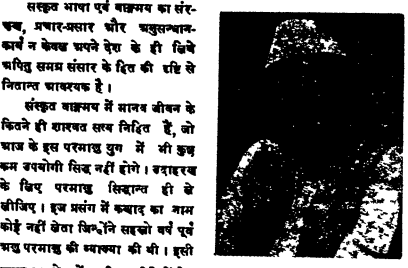 संस्कृत भाषा एवं वाङ्मय का संर-
क्षण, प्रचार-प्रसार और अनुसन्धान-
कार्य न केवल अपने देश के ही लिये
अपितु समग्र संसार के हित की दृष्टि से
नितान्त आवश्यक है ।
संस्कृत वाङ्मय में मानव जीवन के
कितने ही शाश्वत सत्य निहित हैं, जो
आज के इस परमाणु युग में भी कुछ
कम उपयोगी सिद्ध नहीं होंगे । उदाहरण
के लिए परमाणु सिद्धान्त ही ले
लीजिए । इस प्रसंग में कणाद का नाम
कोई नहीं लेता जिन्होंने सहस्रो वर्ष पूर्व
अणु परमाणु की व्याख्या की थी । इसी